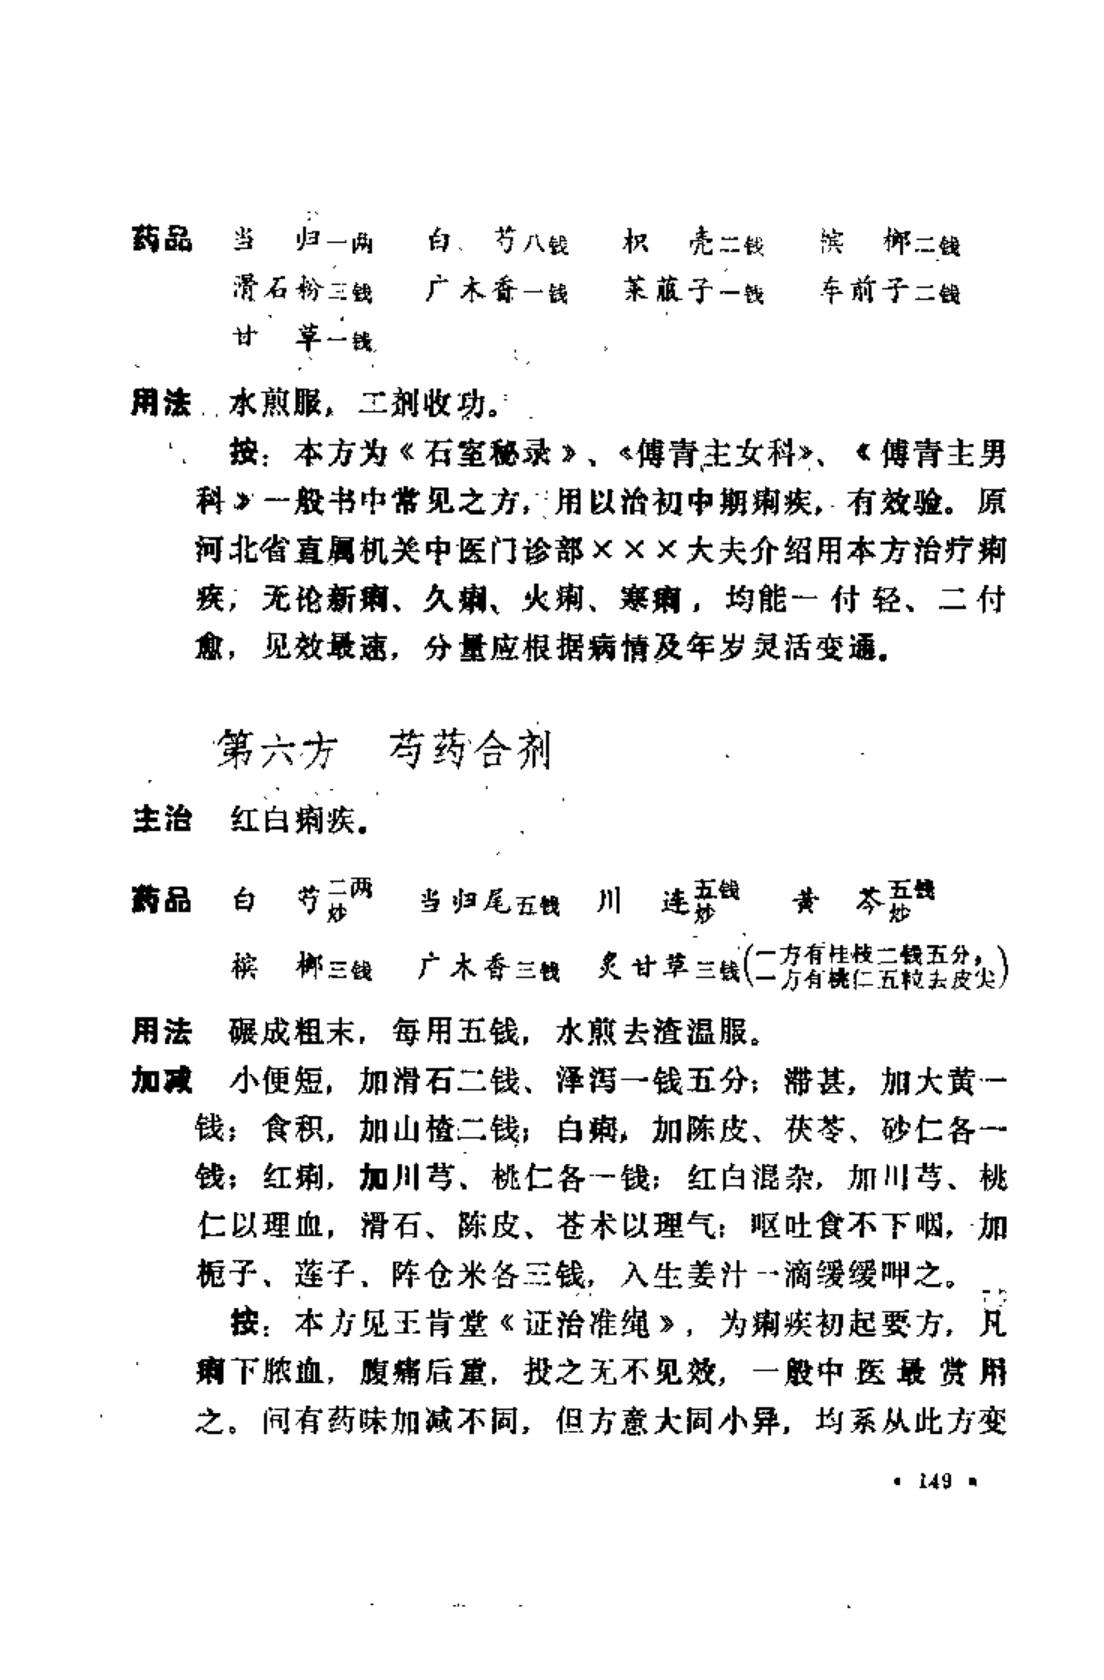 药品 当 归一两 白 芍八钱 枳 壳二钱 槟 榔二钱
滑石粉三钱 广木香一钱 莱菔子一钱 车前子二钱
甘 草一钱
用法 水煎服，二剂收功。
按：本方为《石室秘录》、《傅青主女科》、《傅青主男
科》一般书中常见之方，用以治初中期痢疾，有效验。原
河北省直属机关中医门诊部×××大夫介绍用本方治疗痢
疾，无论新痢、久痢、火痢、寒痢，均能一付轻、二付
愈，见效最速，分量应根据病情及年岁灵活变通。
第六方 芍药合剂
主治 红白痢疾。
药品 白 芍二两炒 当归尾五钱 川 连五钱炒 黄 芩五钱炒
槟 榔三钱 广木香三钱 炙甘草三钱(一方有桂枝二钱五分，
一方有桃仁五粒去皮尖)
用法 碾成粗末，每用五钱，水煎去渣温服。
加减 小便短，加滑石二钱、泽泻一钱五分；滞甚，加大黄一
钱；食积，加山楂二钱；白痢，加陈皮、茯苓、砂仁各一
钱；红痢，加川芎、桃仁各一钱；红白混杂，加川芎、桃
仁以理血，滑石、陈皮、苍术以理气；呕吐食不下咽，加
栀子、莲子、陈仓米各三钱，入生姜汁一滴缓缓呷之。
按：本方见王肯堂《证治准绳》，为痢疾初起要方，凡
痢下脓血，腹痛后重，投之无不见效，一般中医最赏用
之。间有药味加减不同，但方意大同小异，均系从此方变
• 149 •